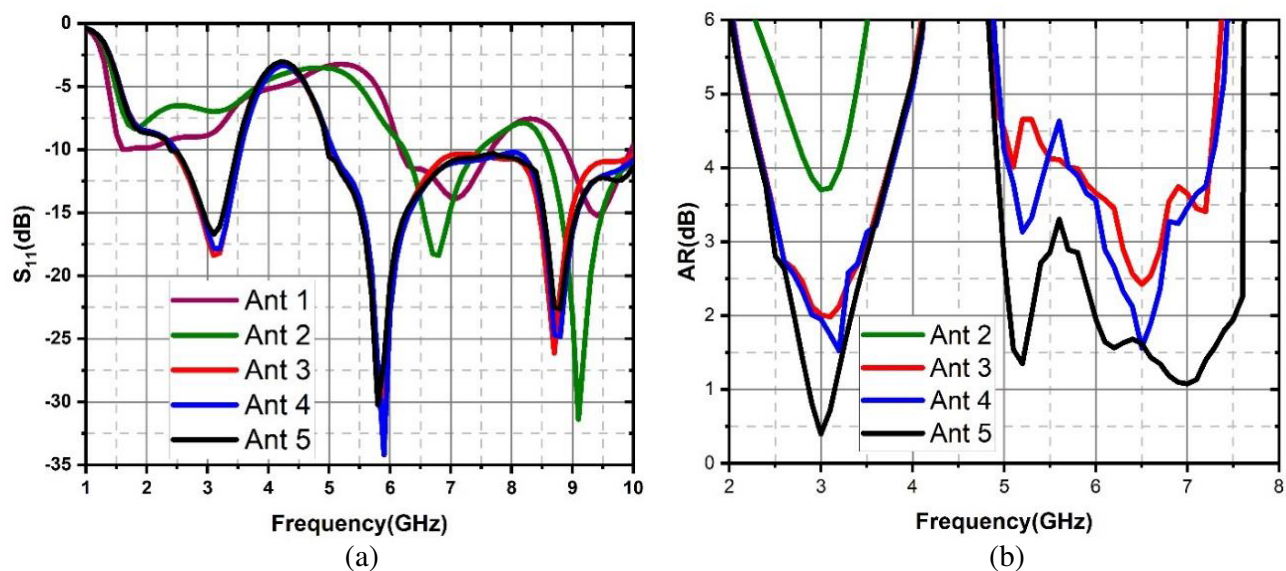 0
-5
-10
-15
-20
-25
-30
-35
S₁₁(dB)
Ant 1
Ant 2
Ant 3
Ant 4
Ant 5
1 2 3 4 5 6 7 8 9 10
Frequency(GHz)
(a)
6
5
4
3
2
1
0
AR(dB)
Ant 2
Ant 3
Ant 4
Ant 5
2 3 4 5 6 7 8
Frequency(GHz)
(b)